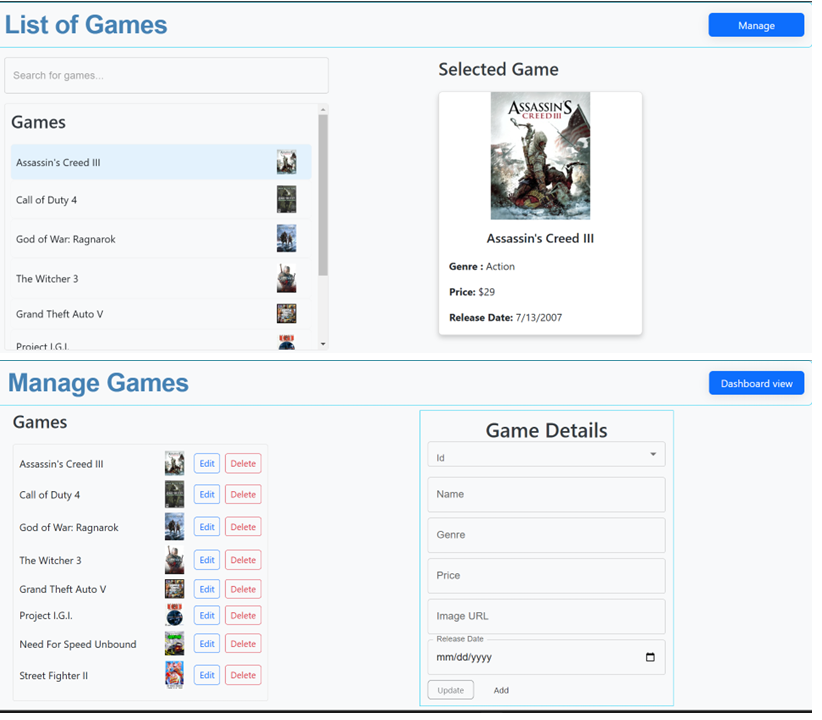 List of Games
Manage
Search for games...
Games
Assassin's Creed III
Call of Duty 4
God of War: Ragnarok
The Witcher 3
Grand Theft Auto V
Project I.G.I.
Selected Game
ASSASSIN'S
CREED III
Assassin's Creed III
Genre : Action
Price: $29
Release Date: 7/13/2007
Manage Games
Dashboard view
Games
Assassin's Creed III Edit Delete
Call of Duty 4 Edit Delete
God of War: Ragnarok Edit Delete
The Witcher 3 Edit Delete
Grand Theft Auto V Edit Delete
Project I.G.I. Edit Delete
Need For Speed Unbound Edit Delete
Street Fighter II Edit Delete
Game Details
Id
Name
Genre
Price
Image URL
Release Date
mm/dd/yyyy
Update Add